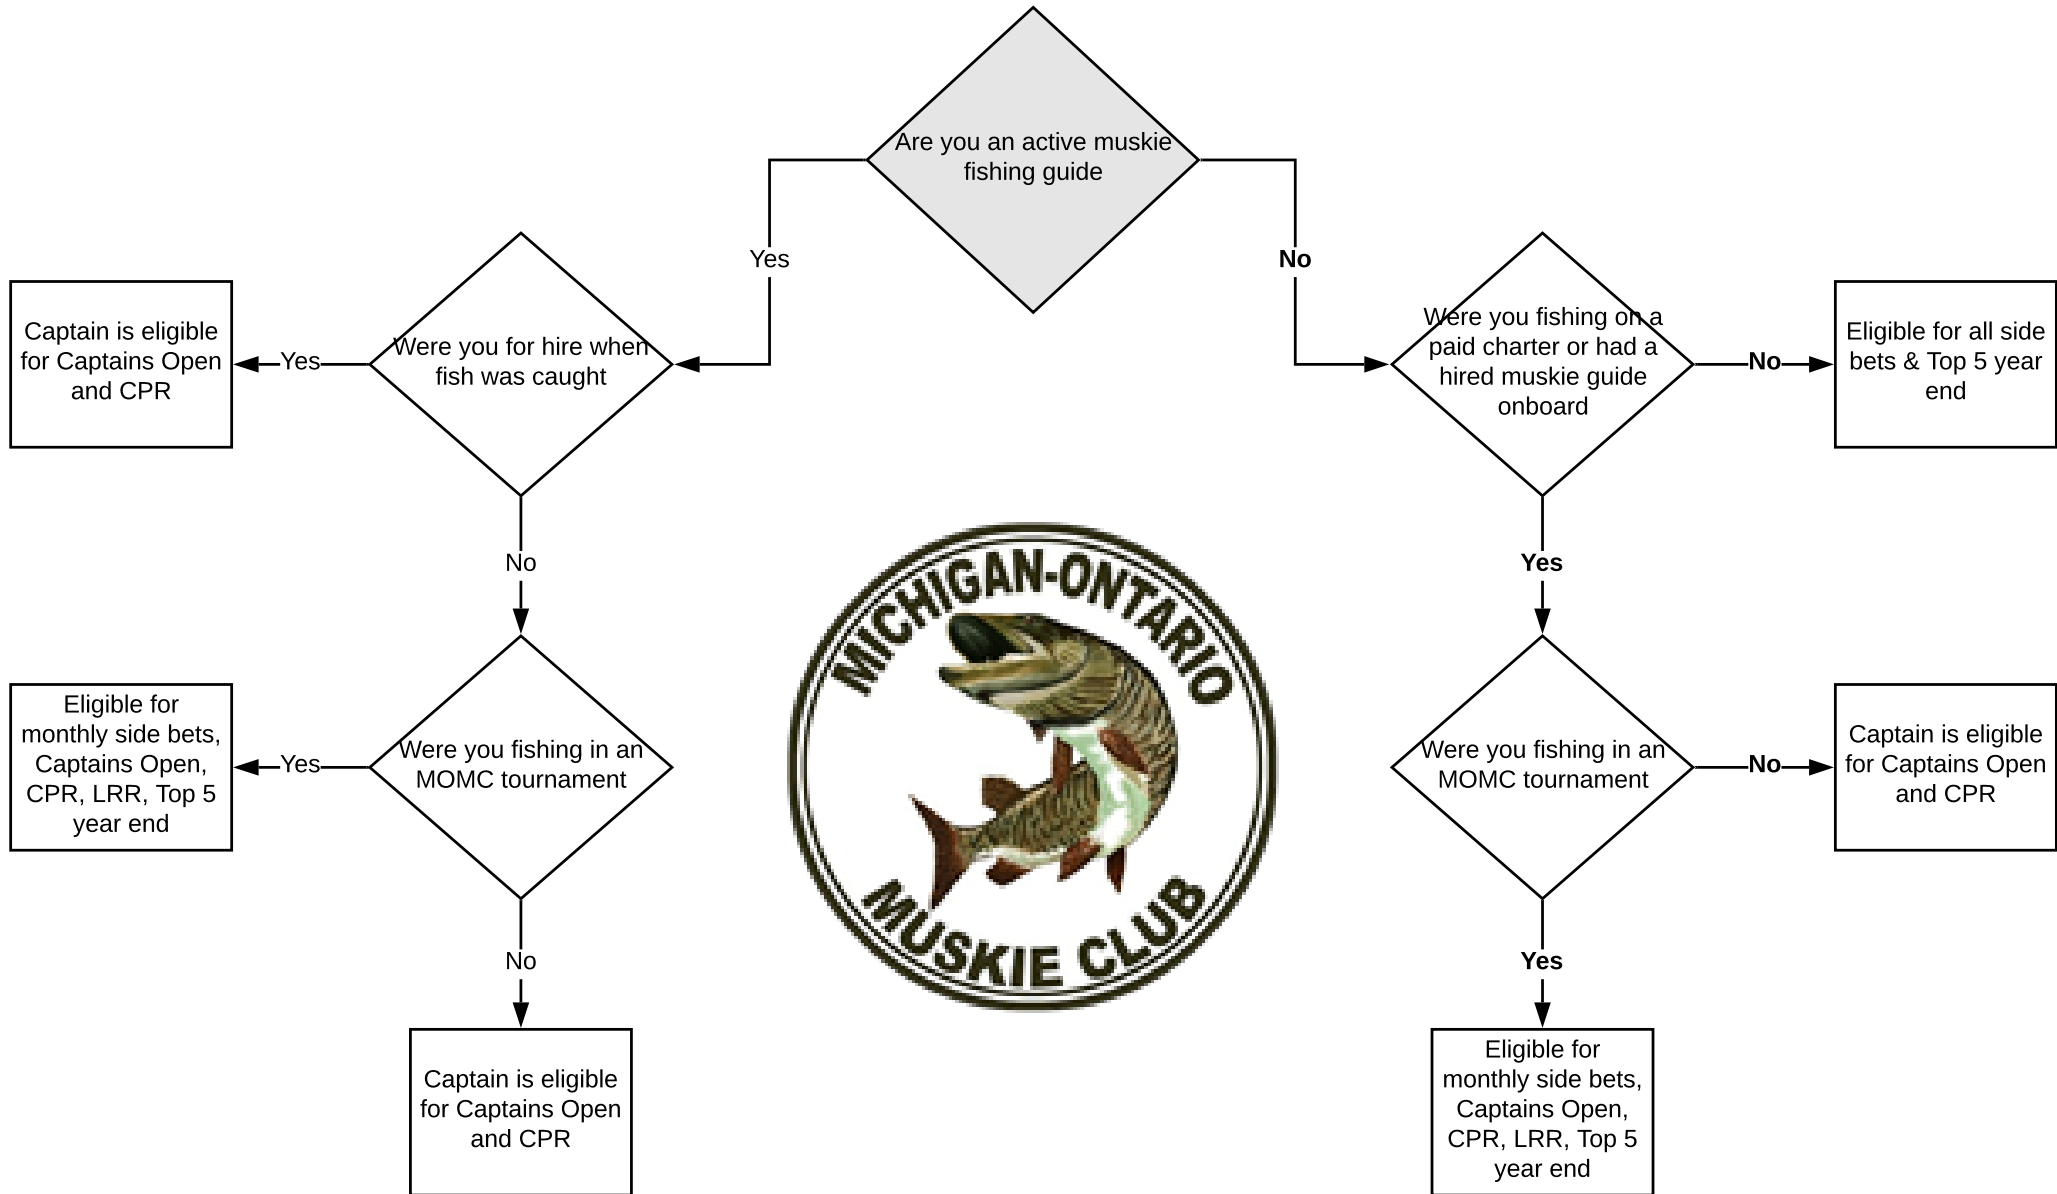 Are you an active muskie
fishing guide
Yes
No
Captain is eligible
for Captains Open
and CPR
Yes
Were you for hire when
fish was caught
Were you fishing on a
paid charter or had a
hired muskie guide
onboard
No
Eligible for all side
bets & Top 5 year
end
No
Yes
MICHIGAN-ONTARIO
MUSKIE CLUB
Eligible for
monthly side bets,
Captains Open,
CPR, LRR, Top 5
year end
Yes
Were you fishing in an
MOMC tournament
Were you fishing in an
MOMC tournament
No
Captain is eligible
for Captains Open
and CPR
No
Yes
Captain is eligible
for Captains Open
and CPR
Eligible for
monthly side bets,
Captains Open,
CPR, LRR, Top 5
year end